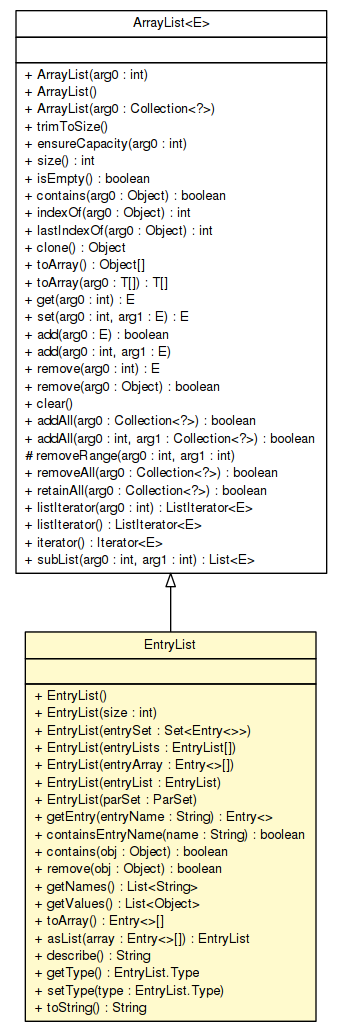 ArrayList<E>
+ ArrayList(arg0 : int)
+ ArrayList()
+ ArrayList(arg0 : Collection<?>)
+ trimToSize()
+ ensureCapacity(arg0 : int)
+ size() : int
+ isEmpty() : boolean
+ contains(arg0 : Object) : boolean
+ indexOf(arg0 : Object) : int
+ lastIndexOf(arg0 : Object) : int
+ clone() : Object
+ toArray() : Object[]
+ toArray(arg0 : T[]) : T[]
+ get(arg0 : int) : E
+ set(arg0 : int, arg1 : E) : E
+ add(arg0 : E) : boolean
+ add(arg0 : int, arg1 : E)
+ remove(arg0 : int) : E
+ remove(arg0 : Object) : boolean
+ clear()
+ addAll(arg0 : Collection<?>) : boolean
+ addAll(arg0 : int, arg1 : Collection<?>) : boolean
# removeRange(arg0 : int, arg1 : int)
+ removeAll(arg0 : Collection<?>) : boolean
+ retainAll(arg0 : Collection<?>) : boolean
+ listIterator(arg0 : int) : ListIterator<E>
+ listIterator() : ListIterator<E>
+ iterator() : Iterator<E>
+ subList(arg0 : int, arg1 : int) : List<E>
EntryList
+ EntryList()
+ EntryList(size : int)
+ EntryList(entrySet : Set<Entry<>>)
+ EntryList(entryLists : EntryList[])
+ EntryList(entryArray : Entry<>[])
+ EntryList(entryList : EntryList)
+ EntryList(parSet : ParSet)
+ getEntry(entryName : String) : Entry<>
+ containsEntryName(name : String) : boolean
+ contains(obj : Object) : boolean
+ remove(obj : Object) : boolean
+ getNames() : List<String>
+ getValues() : List<Object>
+ toArray() : Entry<>[]
+ asList(array : Entry<>[]) : EntryList
+ describe() : String
+ getType() : EntryList.Type
+ setType(type : EntryList.Type)
+ toString() : String